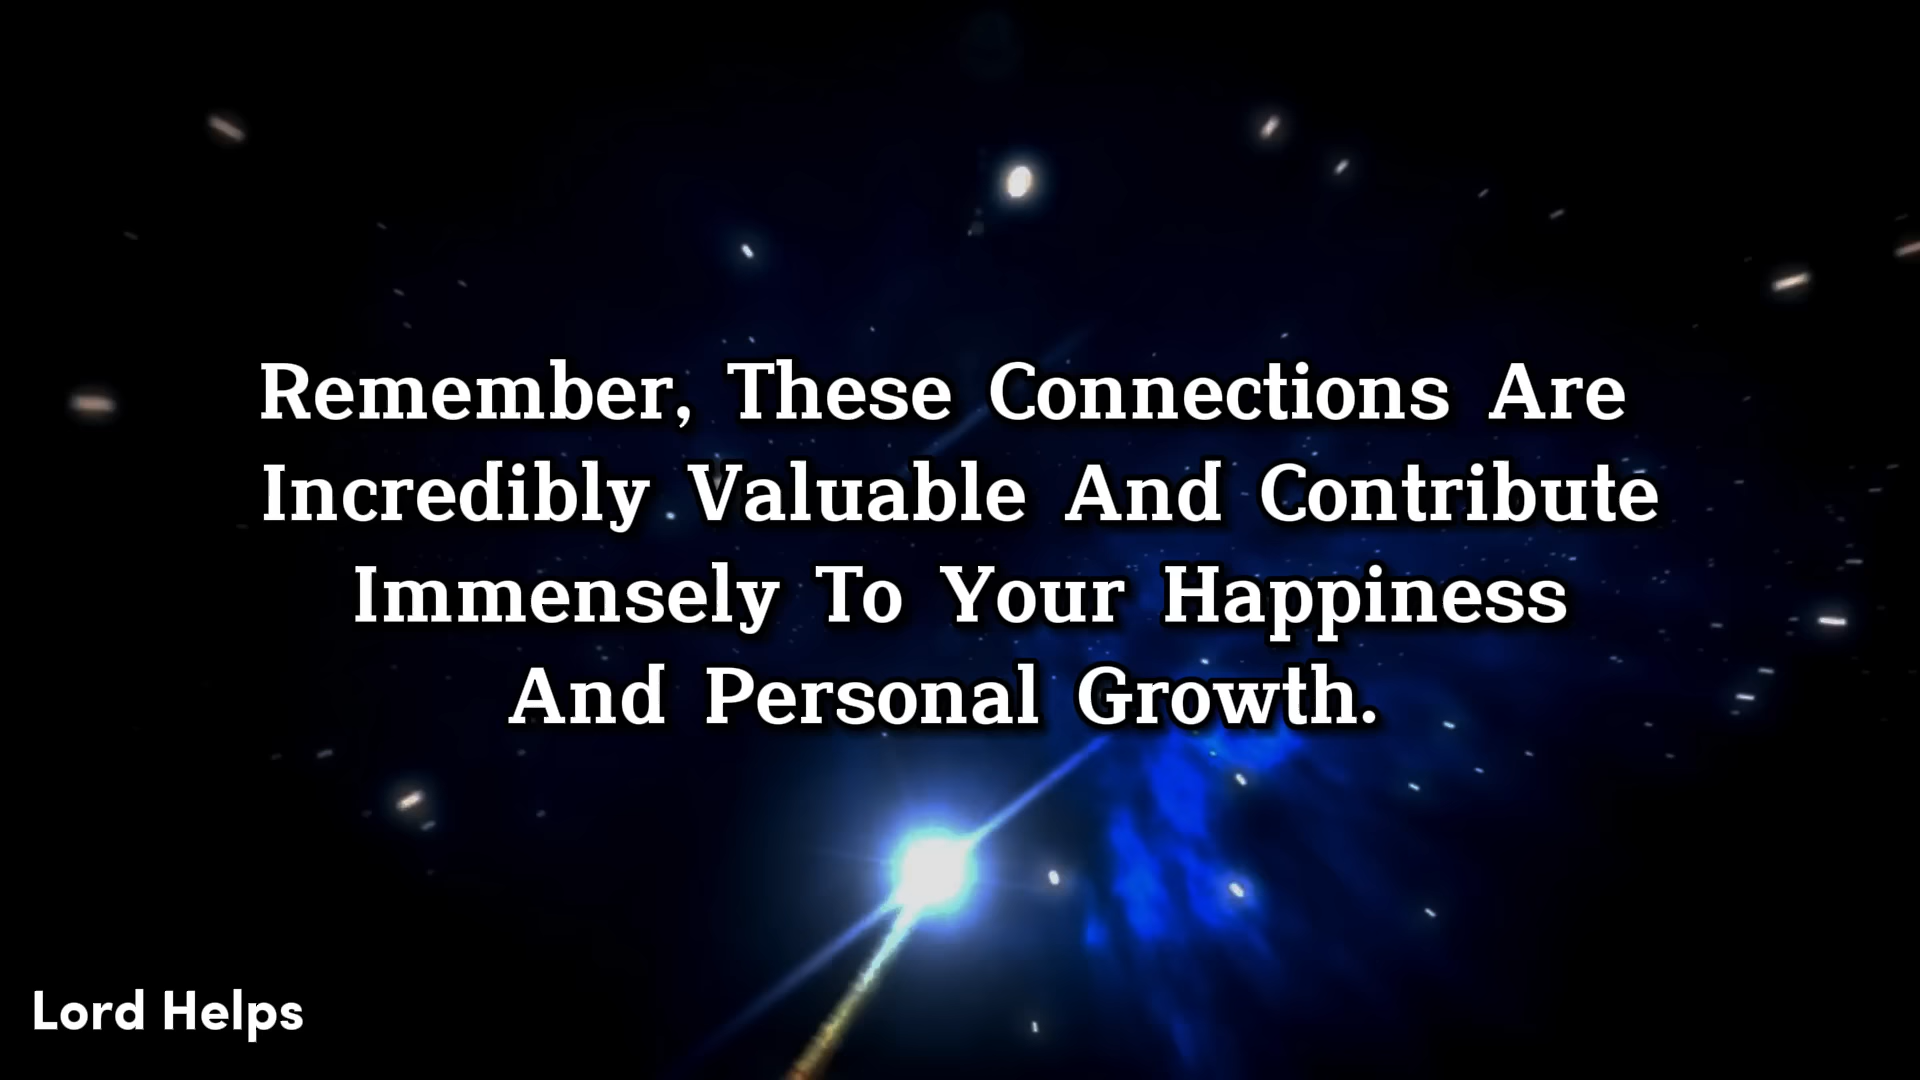 Remember, These Connections Are
Incredibly Valuable And Contribute
Immensely To Your Happiness
And Personal Growth.
Lord Helps